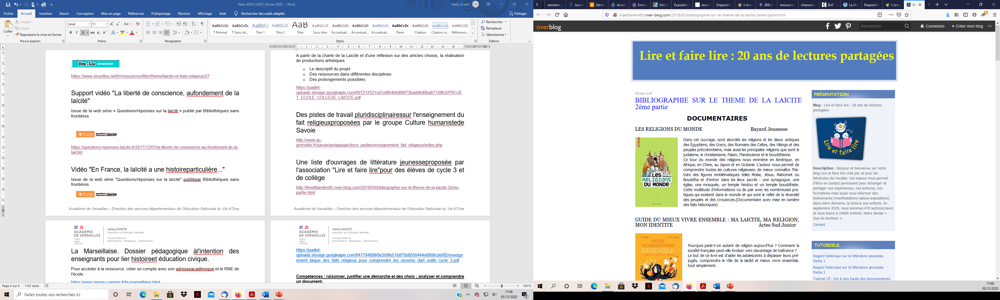 Note AESH_HUET_Février 2020 - Word
Valéry Kuntz VK
Fichier Accueil Insertion Dessin Conception Mise en page Références Publipostage Révision Affichage Aide Rechercher des outils adaptés Partager
Couper
Copier
Coller
Reproduire la mise en forme
Presse-papiers
Arial 11
G I S
Police
Paragraphe
¶ Normal ¶ Sans int... Titre 1 Titre 2 Titre Sous-titre Accentuat... Accentuat... Accentuat... Élevé Citation Citation in... Référence...
Styles
Rechercher
Remplacer
Sélectionner
Édition
Vinz et Lou LES RESSOURCES
https://www.vinzetlou.net/fr/ressources/filter/theme/laicite-et-faits-religieux/27
Support vidéo "La liberté de conscience, aufondement de la
laïcité"
Issue de la web série « Questions/réponses sur la laïcté » publié par Bibliothèques sans
frontières
questions
réponses laïcité
https://questions-reponses-laicite.fr/2017/12/01/la-liberte-de-conscience-au-fondement-de-la-
laicite/
Vidéo "En France, la laïcité a une histoireparticulière..."
Issue de la web série "Questions/réponses sur la laïcité" publiépar Bibliothèques sans
frontières
questions
réponses laïcité
Académie de Versailles – Direction des services départementaux de l'Éducation Nationale du Val d'Oise
ACADÉMIE
DE VERSAILLES
Liberté
Égalité
Fraternité
Valéry KUNTZ
Inspecteur de l'Education Nationale
Circonscription de
Deuil la Barre – Montmagny – Montmorency
La Marseillaise. Dossier pédagogique àl'intention des
enseignants pour lier histoireet éducation civique.
Pour accéder à la ressource, créer un compte avec son adresseacadémique et le RNE de
l'école.
https://www.reseau-canope.fr/la-marseillaise.html
A partir de la charte de la Laïcité et d'une réflexion sur des articles choisis, la réalisation
de productions artistiques
o Le descriptif du projet
o Des ressources dans différentes disciplines
o Des prolongements possibles
https://padlet-
uploads.storage.googleapis.com/697212521/a7cd8b4b6d66f73badd6d9ba87139fc0/PROJE
T_ECOLE_COLLEGE_LAICITE.pdf
Des pistes de travail pluridisciplinairessur l'enseignement du
fait religieuxproposées par le groupe Culture humanistede
Savoie
http://www.ac-
grenoble.fr/savoie/pedagogie/docs_pedas/enseignement_fait_religieux/index.php
Une liste d'ouvrages de littérature jeunesseproposée par
l'association "Lire et faire lire"pour des élèves de cycle 3 et
de collège
http://lireetfairelire85.over-blog.com/2018/05/bibliographie-sur-le-theme-de-la-laicite-2eme-
partie.html
Académie de Versailles – Direction des services départementaux de l'Éducation Nationale du Val d'Oise
ACADÉMIE
DE VERSAILLES
Liberté
Égalité
Fraternité
Valéry KUNTZ
Inspecteur de l'Education Nationale
Circonscription de
Deuil la Barre – Montmagny – Montmorency
https://padlet-
uploads.storage.googleapis.com/847794899/6e358fe51b875b8558444e6808cbb0f2/enseign
ement_laique_des_faits_religieux_pour_comprendre_les_oeuvres_dart_outils_cycle_3.pdf
Compétences : raisonner, justifier une démarche et des choix ; analyser et comprendre
un document.
Page 4 sur 6 1181 mots
100 %
Faites toutes vos recherches ici
17:49
05/12/2020
semaine_la Journé Généra Acadé Enseig Vinz et Exposition Journa Diapositive L'ense BIBLIO ressources chansons BnF - La libe Diapositive L'ense BIE
lireetfairelire85.over-blog.com/2018/05/bibliographie-sur-le-theme-de-la-laicite-2eme-partie.html
overblog
Rechercher
Connexion
+ Créer mon blog
Lire et faire lire : 20 ans de lectures partagées
18 juin 2018
BIBLIOGRAPHIE SUR LE THEME DE LA LAICITE
2ème partie
DOCUMENTAIRES
LES RELIGIONS DU MONDE Bayard Jeunesse
LES
RELIGIONS
DU MONDE
Dans cet ouvrage, sont abordés les religions et les dieux antiques
des Égyptiens, des Grecs, des Romains des Celtes, des Vikings et des
peuples précolombiens, mais aussi les principales religions que sont le
judaïsme, le christianisme, l'islam, l'hindouisme et le bouddhisme.
Ce tour du monde des religions nous emmène en Amérique, en
Afrique, en Chine, au Japon et en Océanie. L'auteur nous permet de
comprendre toutes les cultures religieuses, de mieux connaître l'his-
toire des figures emblématiques telles Moïse, Jésus, Mahomet ou
Bouddha et d'entrer dans les lieux sacrés : une synagogue, une
église, une mosquée, un temple hindou et un temple bouddhiste.
Cette multitude d'informations va de pair avec les nombreuses pra-
tiques qui existent dans le monde et qui sont le reflet de la diversité
des peuples et des croyances.(Documentaire avec mise en lumière
des faits historiques)
GUIDE DU MIEUX VIVRE ENSEMBLE : MA LAICITE, MA RELIGION,
MON IDENTITE Actes Sud Junior
GUIDE
DU MIEUX-VIVRE
ENSEMBLE
Pourquoi parle-t-on autant de religion aujourd'hui ? Comment la
société française peut-elle évoluer vers davantage de tolérance ?
Le but de ce livre est d'aider les adolescents à dépasser leurs pré-
jugés, comprendre le rôle de la laïcité et mieux vivre ensemble,
tout simplement.
PRÉSENTATION
Blog : Lire et faire lire : 20 ans de lectures
partagées
Lire et faire lire
Description : Bonjour et bienvenue sur notre
blog Lire et faire lire créé par et pour les
bénévoles de Vendée. Cet espace nous permet
d'être en contact permanent pour échanger et
partager nos expériences, nos lectures, nos
formations mais aussi nous informer des
événements (manifestations-salons-expositions)
dans notre domaine, la lecture aux enfants. En
septembre 2019, nous sommes 470 lectrices.teurs
et nous lisons à 14000 enfants. Notre devise «
Que du bonheur ».
Contact
TUTORIELS
Regard historique sur la littérature jeunesse.
Partie 1
Regard historique sur la littérature jeunesse.
Partie 2
Tutoriel Lfl : lire à voix haute des documentaires
17:49
05/12/2020